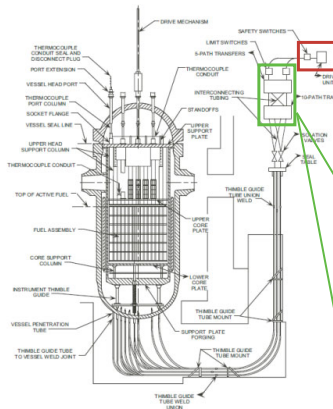 DRIVE MECHANISM
SAFETY SWITCHES
LIMIT SWITCHES
6-PATH TRANSFERS
THERMOCOUPLE
CONDUIT SEAL AND
DISCONNECT PLUG
PORT EXTENSION
VESSEL HEAD PORT
THERMOCOUPLE
PORT COLUMN
SOCKET FLANGE
VESSEL SEAL LINE
UPPER HEAD
SUPPORT COLUMN
THERMOCOUPLE CONDUIT
TOP OF ACTIVE FUEL
FUEL ASSEMBLY
CORE SUPPORT
COLUMN
INSTRUMENT THIMBLE
GUIDE
VESSEL PENETRATION
TUBE
THIMBLE GUIDE TUBE
TO VESSEL WELD JOINT
THERMOCOUPLE
CONDUIT
STANDOFFS
UPPER
SUPPORT
PLATE
UPPER
CORE
PLATE
LOWER
CORE
PLATE
SUPPORT PLATE
FORGING
INTERCONNECTING
TUBING
DRIV
UNIT
10-PATH TRAN
ISOLATION
VALVES
SEAL
TABLE
THIMBLE GUIDE
TUBE UNION
WELD
THIMBLE GUIDE
TUBE MOUNT
THIMBLE GUIDE
TUBE MOUNT
THIMBLE GUIDE
TUBE WELD
UNION